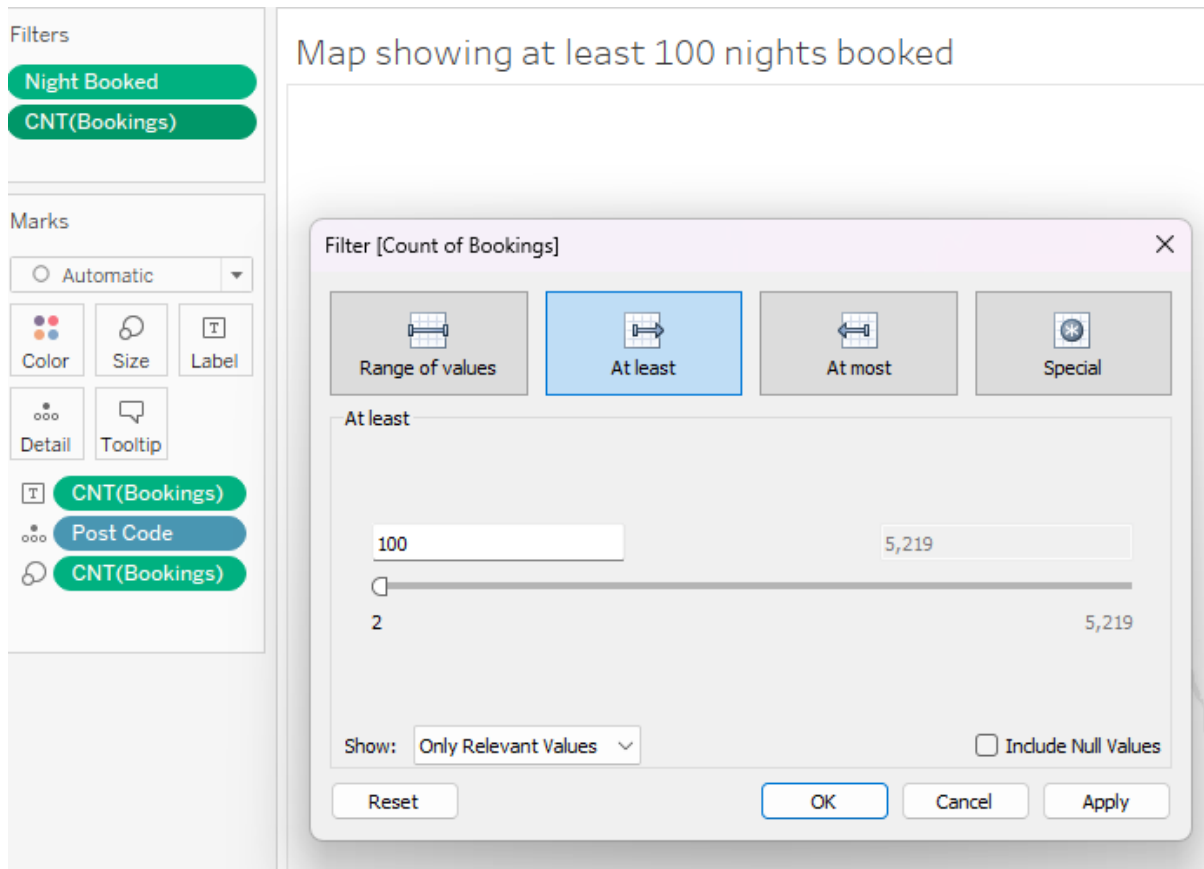 Filters
Night Booked
CNT(Bookings)
Marks
Automatic
Color
Size
T
Label
Detail
Tooltip
T
CNT(Bookings)
Post Code
CNT(Bookings)
Map showing at least 100 nights booked
Filter [Count of Bookings]
Range of values
At least
At most
Special
At least
100
5,219
2
5,219
Show:
Only Relevant Values
Include Null Values
Reset
OK
Cancel
Apply